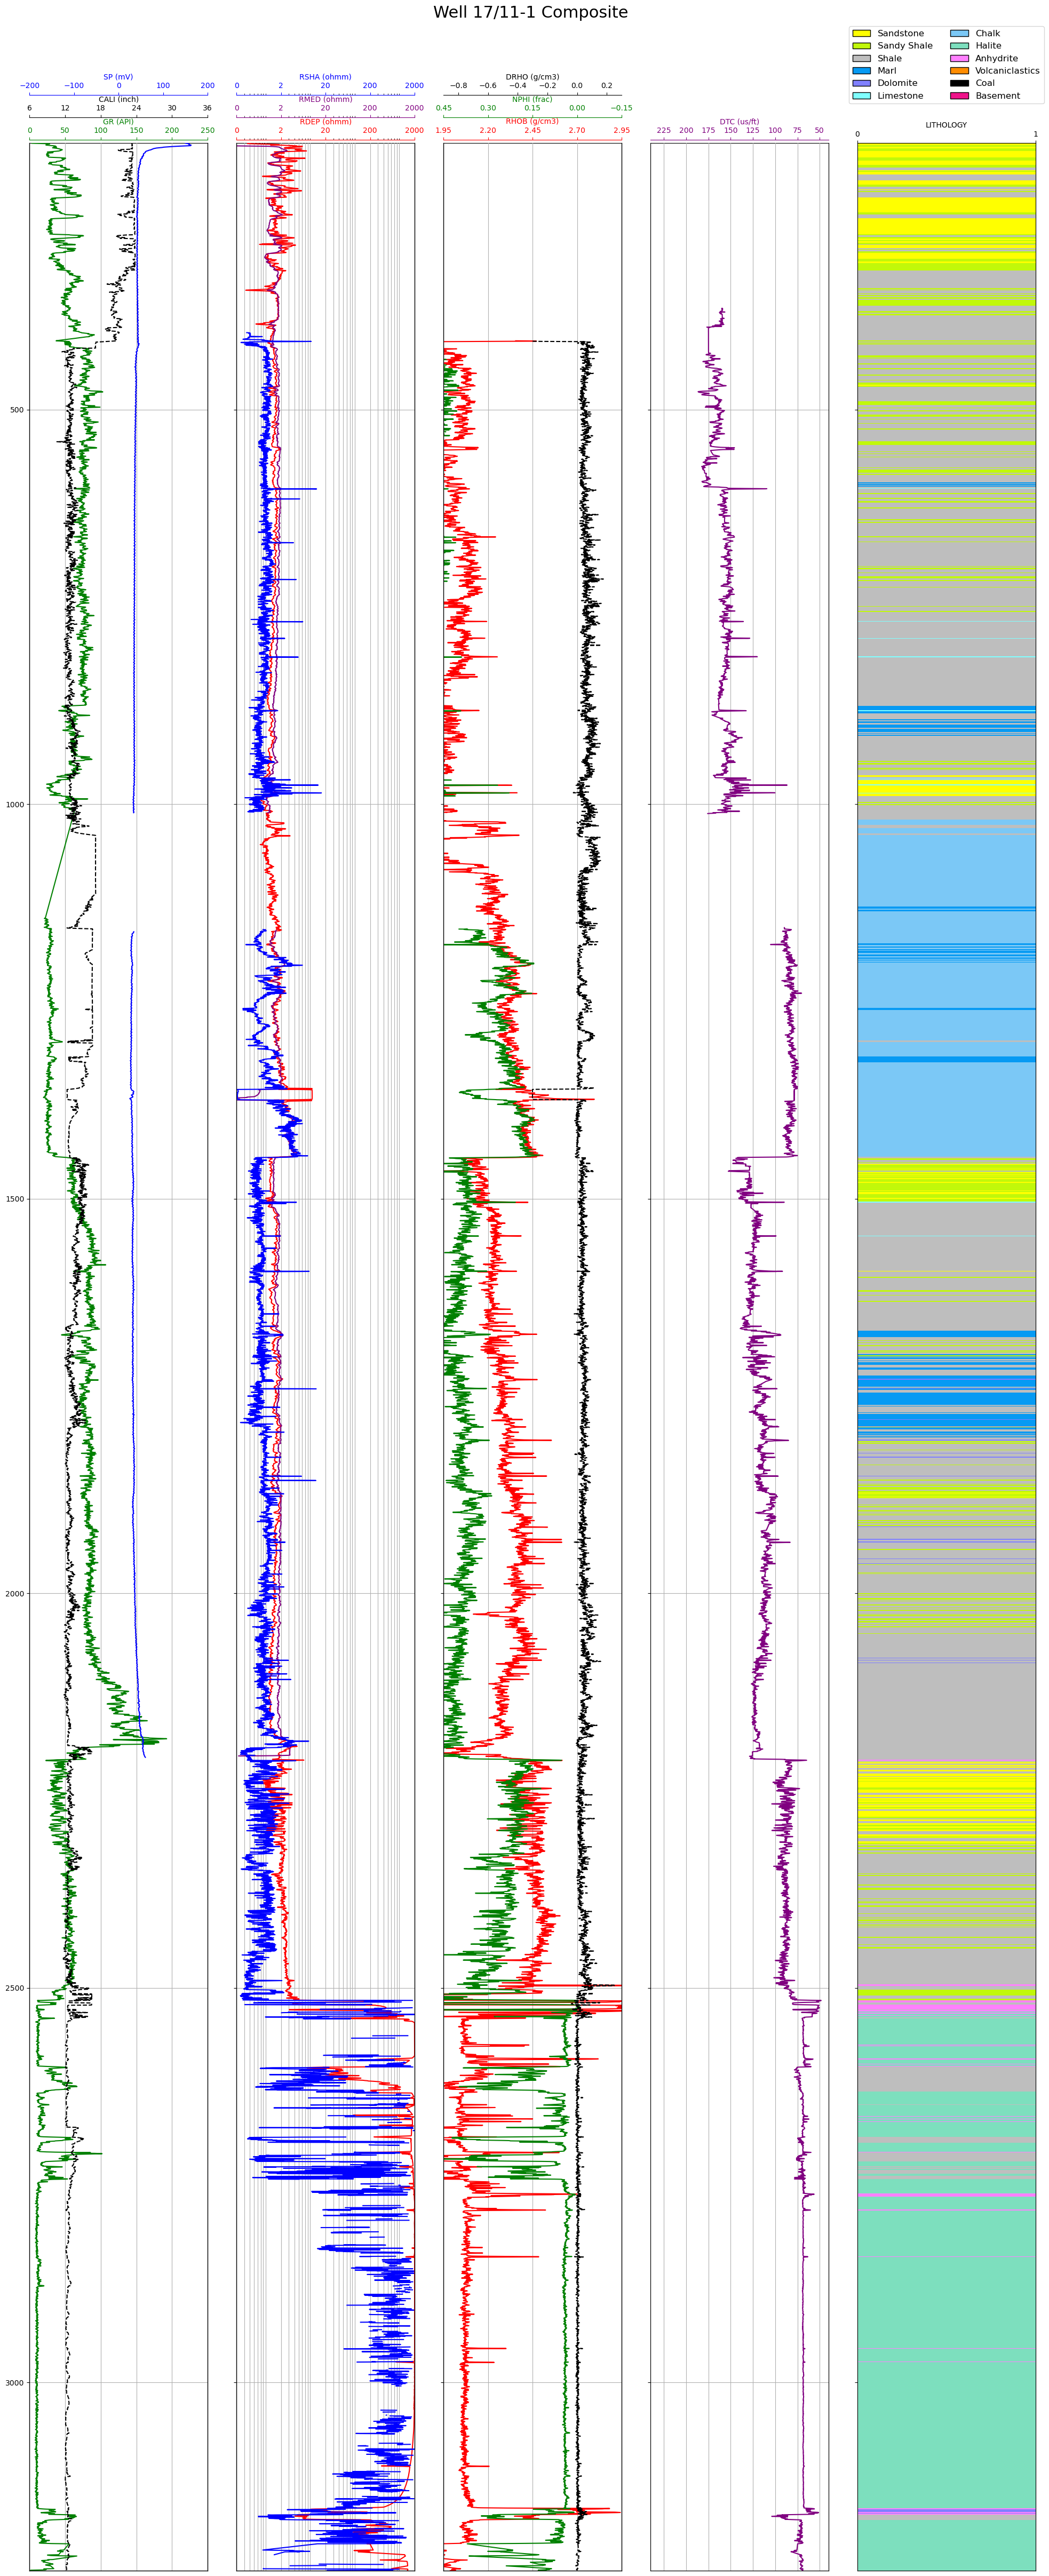 Well 17/11-1 Composite
Sandstone Chalk
Sandy Shale Halite
Shale Anhydrite
Marl Volcaniclastics
Dolomite Coal
Limestone Basement
SP (mV) RSHA (ohmm) DRHO (g/cm3)
−200 −100 0 100 200 0 2 20 200 2000 −0.8 −0.6 −0.4 −0.2 0.0 0.2
CALI (inch) RMED (ohmm) NPHI (frac)
6 12 18 24 30 36 0 2 20 200 2000 0.45 0.30 0.15 0.00 −0.15
GR (API) RDEP (ohmm) RHOB (g/cm3) DTC (us/ft) LITHOLOGY
0 50 100 150 200 250 0 2 20 200 2000 1.95 2.20 2.45 2.70 2.95 225 200 175 150 125 100 75 50 0 1
500
1000
1500
2000
2500
3000